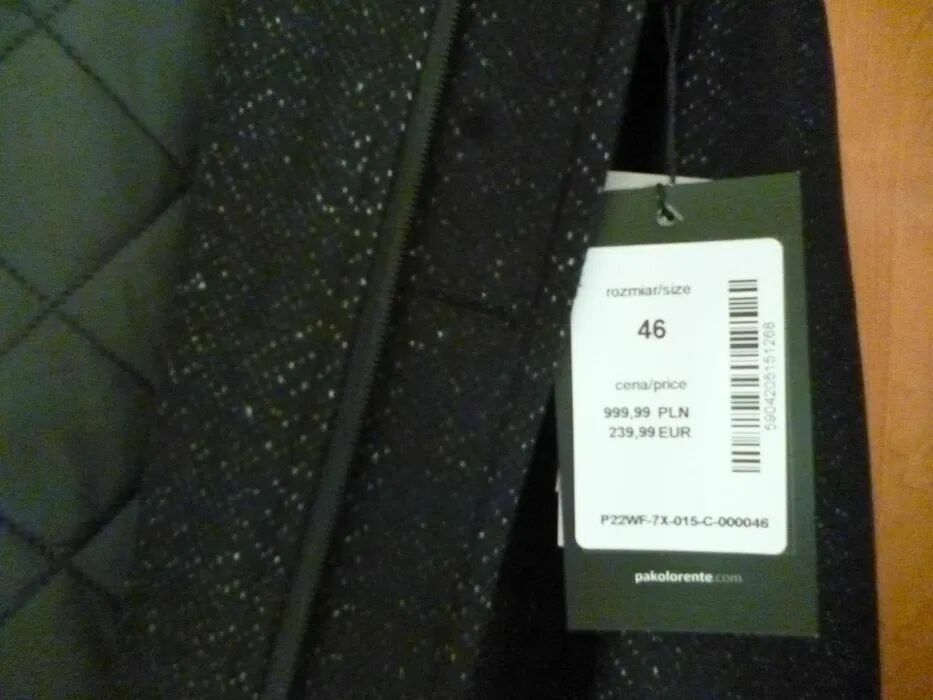 rozmiar/size
46
cena/price
999,99 PLN
239,99 EUR
5904205151268
P22WF-7X-015-C-000046
pakolorente.com